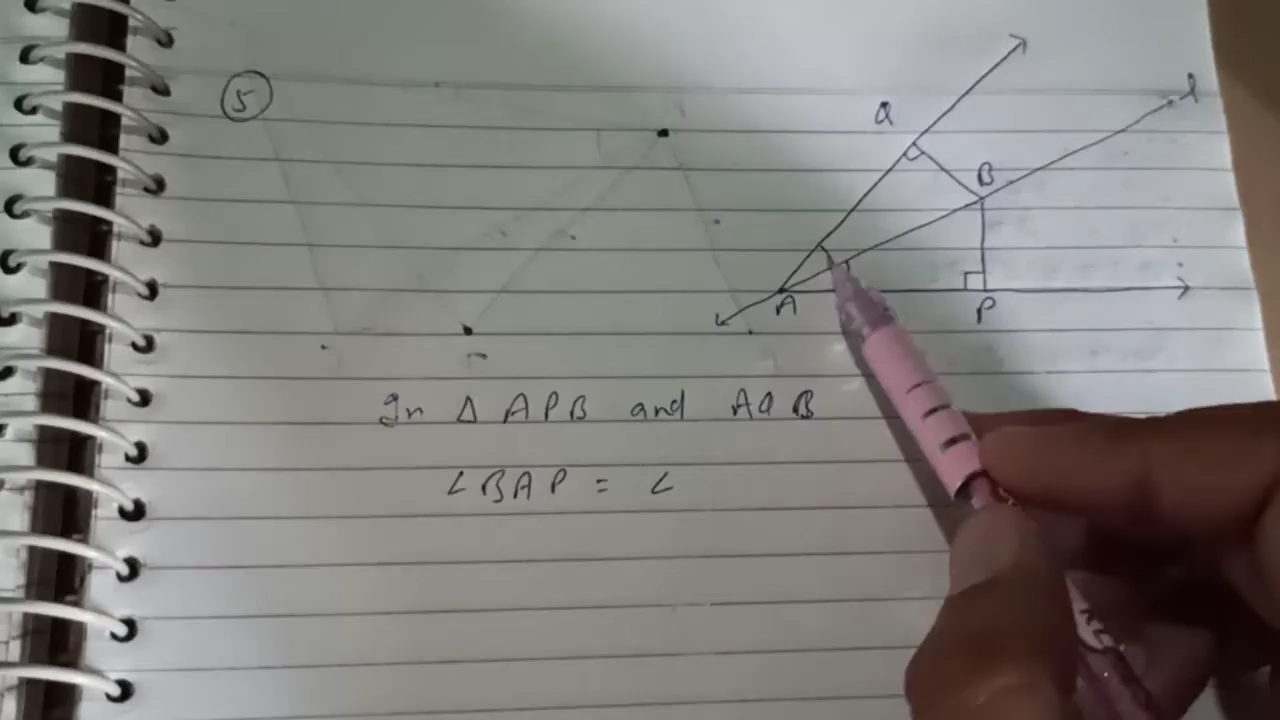 5
Q
l
B
A
P
In Δ APB and AQB
∠BAP = ∠